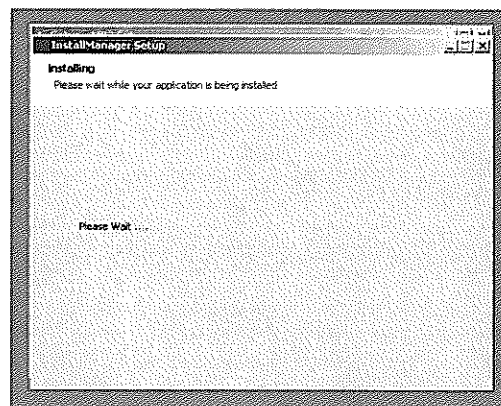 InstallManager Setup
Installing
Please wait while your application is being installed
Please Wait ....